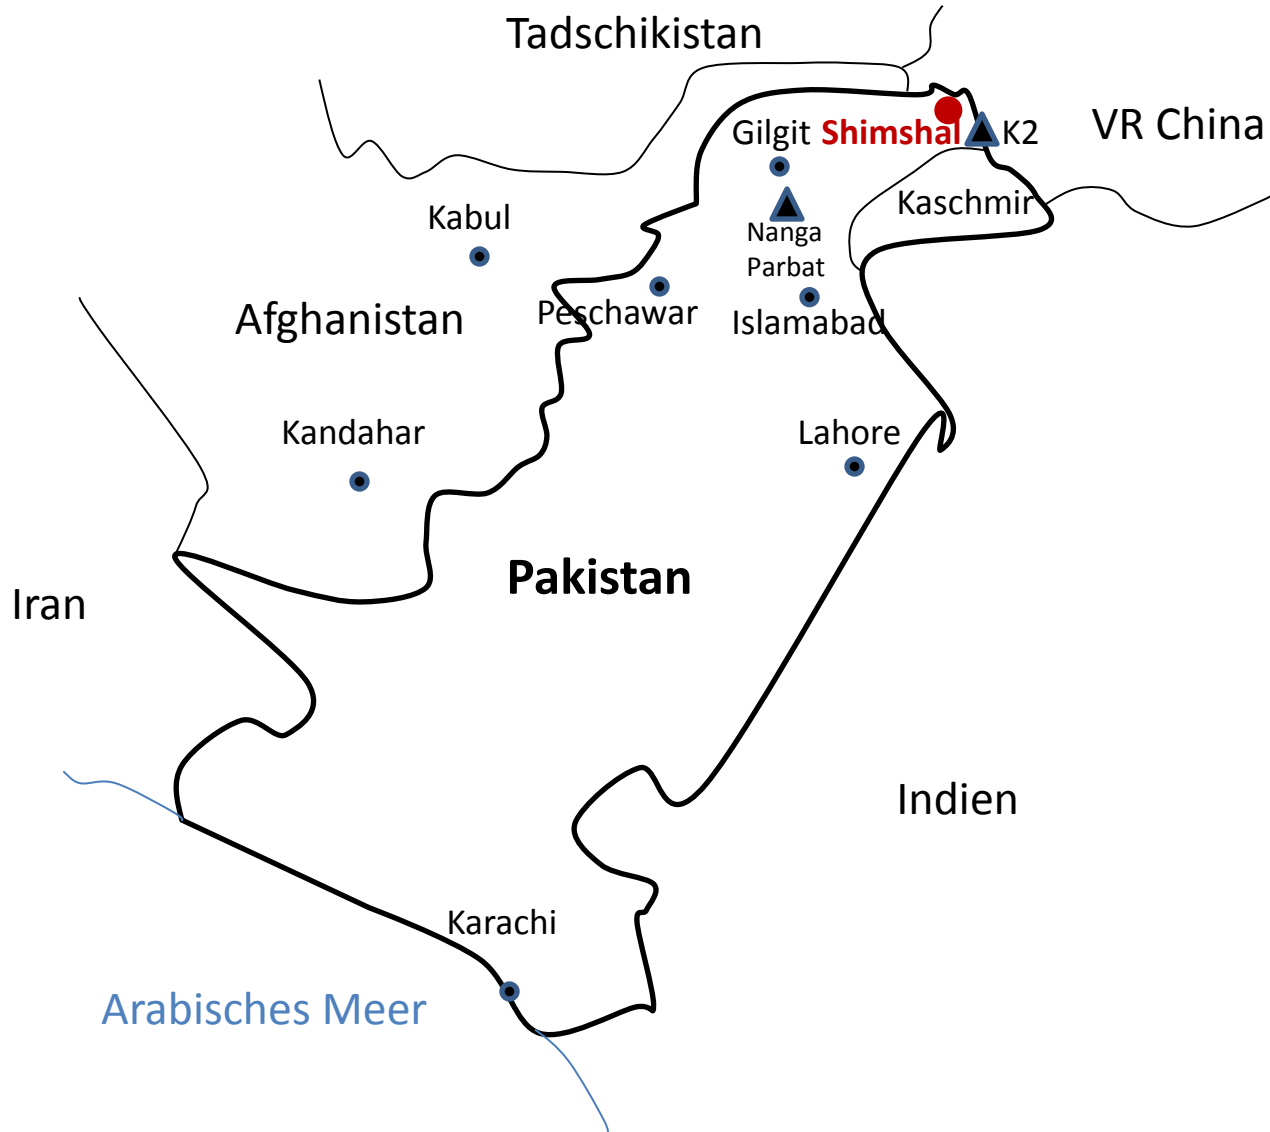 Tadschikistan
VR China
Gilgit Shimshal K2
Kaschmir
Kabul
Nanga
Parbat
Afghanistan
Peschawar
Islamabad
Kandahar
Lahore
Pakistan
Iran
Indien
Karachi
Arabisches Meer